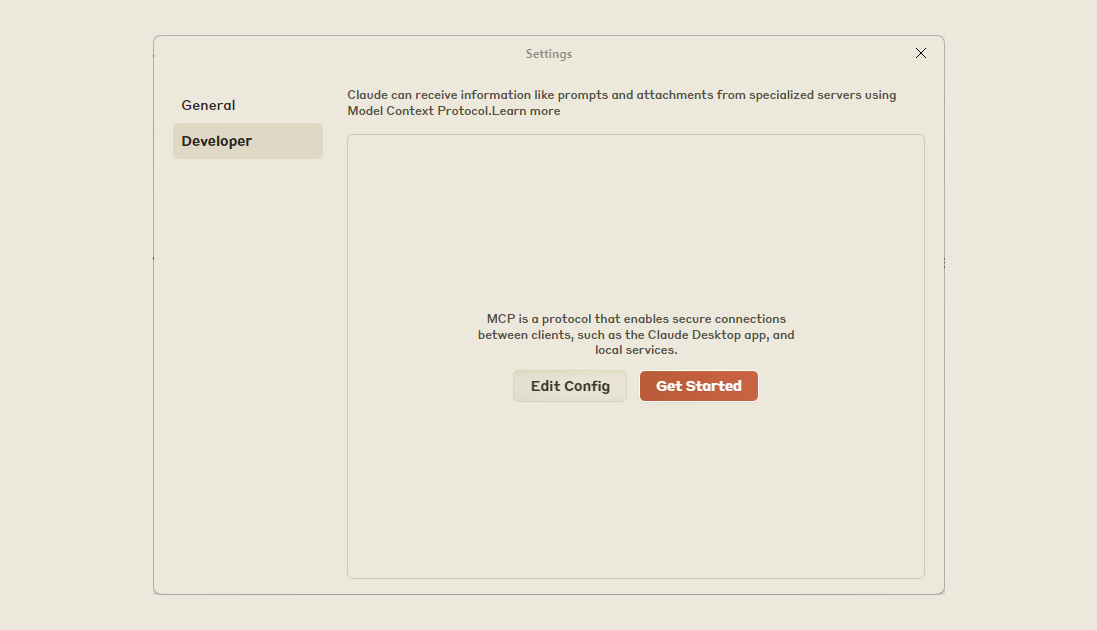 Settings
General
Developer
Claude can receive information like prompts and attachments from specialized servers using
Model Context Protocol.Learn more
MCP is a protocol that enables secure connections
between clients, such as the Claude Desktop app, and
local services.
Edit Config
Get Started